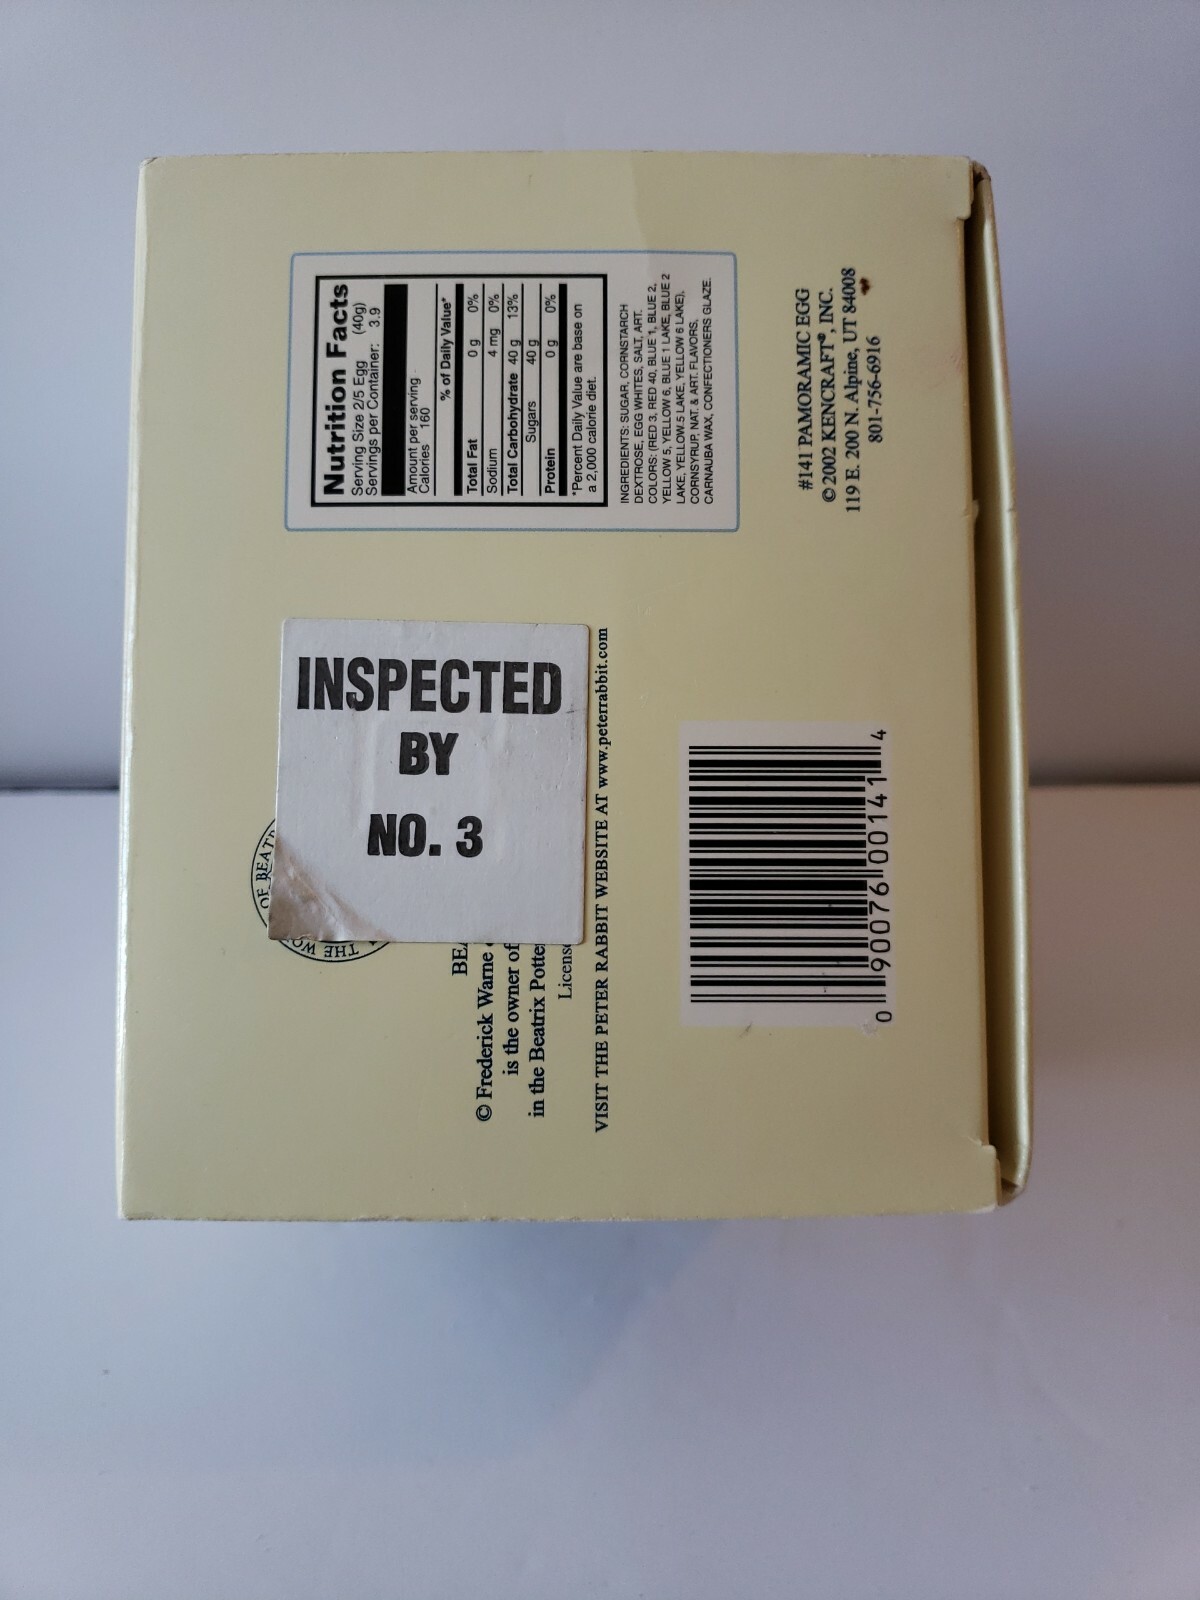 Nutrition Facts
Serving Size 2/5 Egg (40g)
Servings per Container: 3.9
Amount per serving
Calories 160
% of Daily Value*
Total Fat 0 g 0%
Sodium 4 mg 0%
Total Carbohydrate 40 g 13%
Sugars 40 g
Protein 0 g 0%
*Percent Daily Value are base on
a 2,000 calorie diet.
INGREDIENTS: SUGAR, CORNSTARCH
DEXTROSE, EGG WHITES, SALT, ART.
COLORS: (RED 3, RED 40, BLUE 1, BLUE 2,
YELLOW 5, YELLOW 6, BLUE 1 LAKE, BLUE 2
LAKE, YELLOW 5 LAKE, YELLOW 6 LAKE),
CORNSYRUP, NAT. & ART. FLAVORS,
CARNAUBA WAX, CONFECTIONERS GLAZE.
#141 PAMORAMIC EGG
© 2002 KENCRAFT®, INC.
119 E. 200 N. Alpine, UT 84008
801-756-6916
INSPECTED
BY
NO. 3
THE WO
OF BEATR
BEA
© Frederick Warne
is the owner of
in the Beatrix Potte
License
VISIT THE PETER RABBIT WEBSITE AT www.peterrabbit.com
0 90076 00141 4